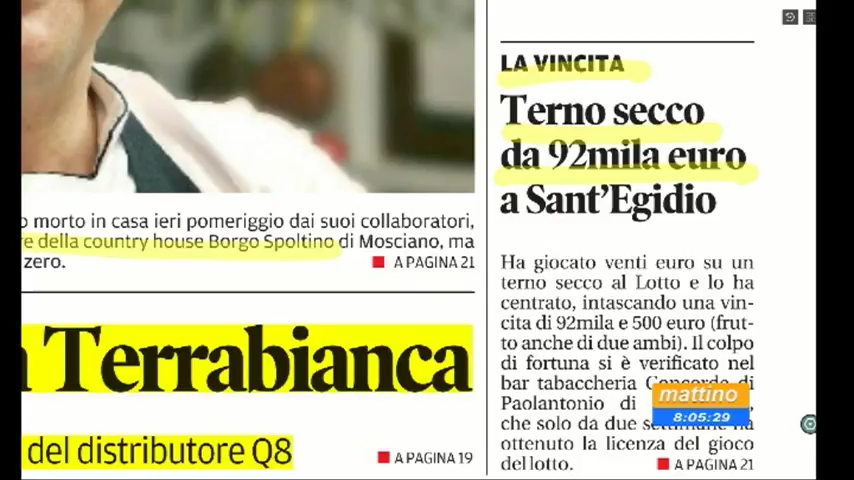 o morto in casa ieri pomeriggio dai suoi collaboratori,
re della country house Borgo Spoltino di Mosciano, ma
zero.
A PAGINA 21
Terrabianca
del distributore Q8
A PAGINA 19
LA VINCITA
Terno secco
da 92mila euro
a Sant'Egidio
Ha giocato venti euro su un
terno secco al Lotto e lo ha
centrato, intascando una vin-
cita di 92mila e 500 euro (frut-
to anche di due ambi). Il colpo
di fortuna si è verificato nel
bar tabaccheria Concorde di
Paolantonio di
che solo da due settimane ha
ottenuto la licenza del gioco
del lotto.
A PAGINA 21
mattino
8:05:29